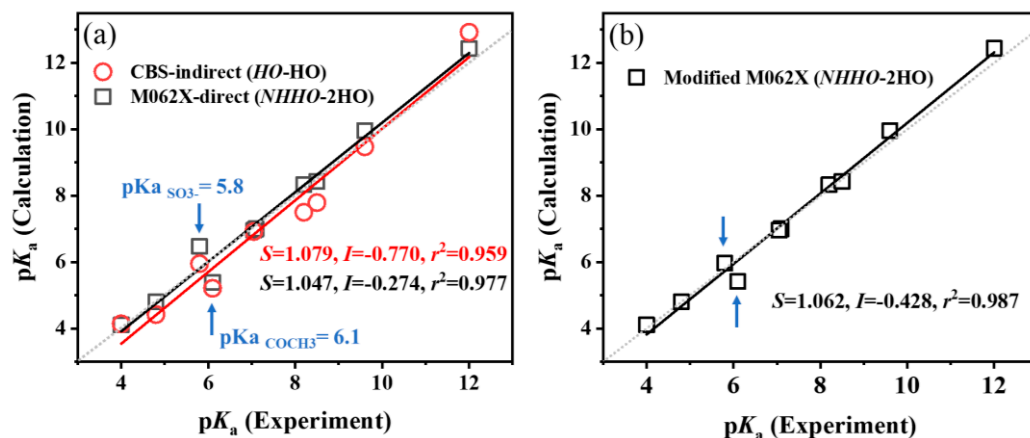 (a)
CBS-indirect (HO-HO)
M062X-direct (NHHO-2HO)
pKa SO3-= 5.8
S=1.079, I=-0.770, r²=0.959
S=1.047, I=-0.274, r²=0.977
pKa COCH3= 6.1
12
10
8
6
4
4 6 8 10 12
pKa (Calculation)
pKa (Experiment)
(b)
Modified M062X (NHHO-2HO)
S=1.062, I=-0.428, r²=0.987
12
10
8
6
4
4 6 8 10 12
pKa (Calculation)
pKa (Experiment)